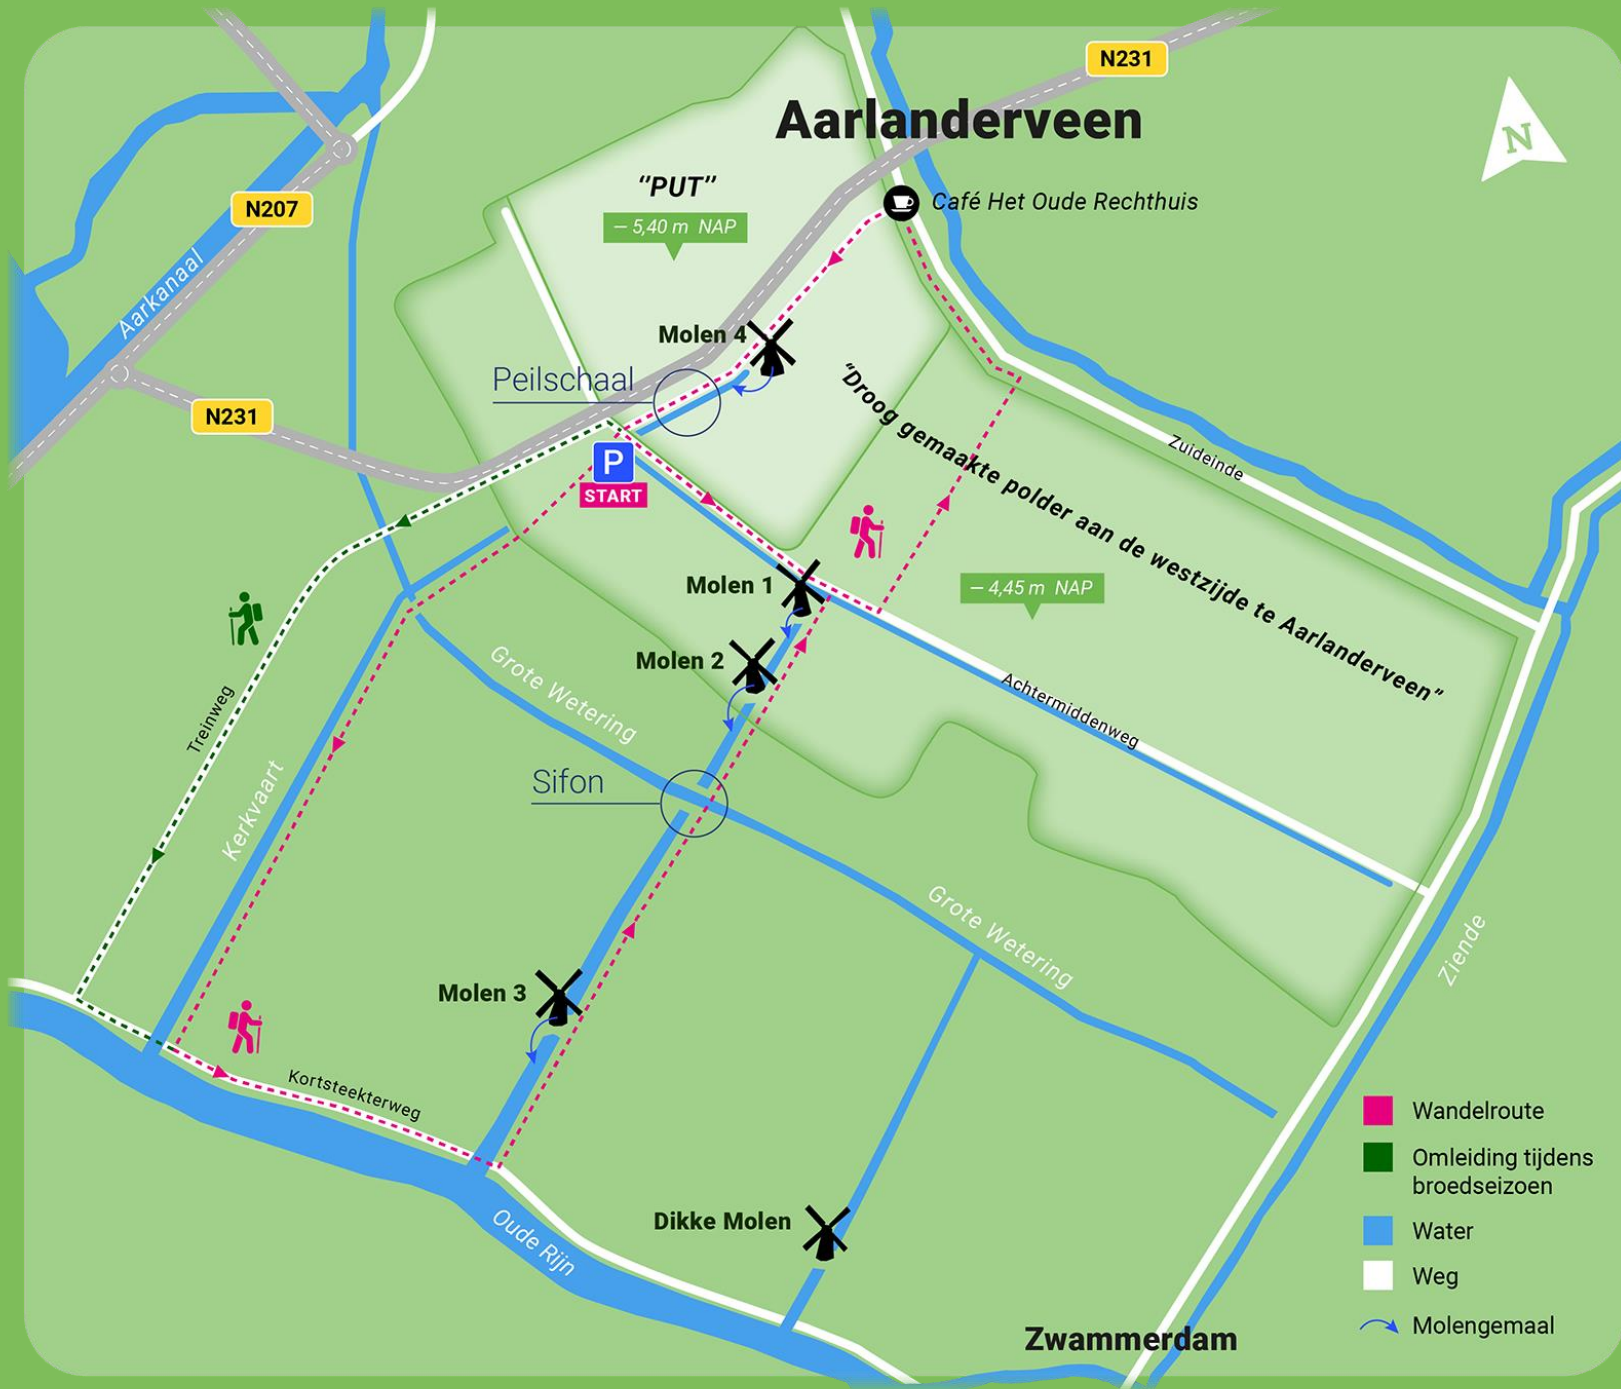 N231
Aarlanderveen
N
"PUT"
– 5,40 m NAP
Café Het Oude Rechthuis
N207
Aarkanaal
Molen 4
Peilschaal
N231
"Droog gemaakte polder aan de westzijde te Aarlanderveen"
Zuideinde
P
START
Molen 1
– 4,45 m NAP
Molen 2
Grote Wetering
Achtermiddenweg
Treinweg
Kerkvaart
Sifon
Grote Wetering
Ziende
Molen 3
Kortsteekterweg
Oude Rijn
Dikke Molen
Zwammerdam
Wandelroute
Omleiding tijdens
broedseizoen
Water
Weg
Molengemaal